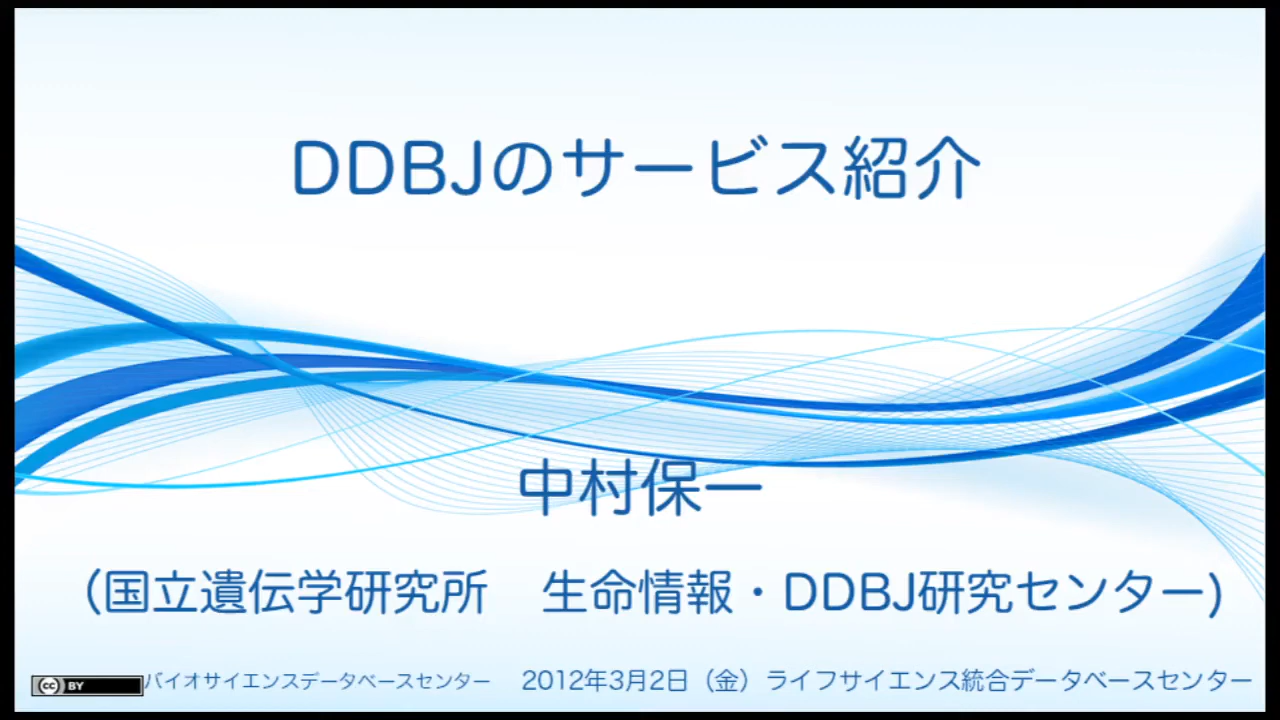 DDBJのサービス紹介
中村保一
(国立遺伝学研究所　生命情報・DDBJ研究センター)
cc BY バイオサイエンスデータベースセンター　2012年3月2日（金）ライフサイエンス統合データベースセンター